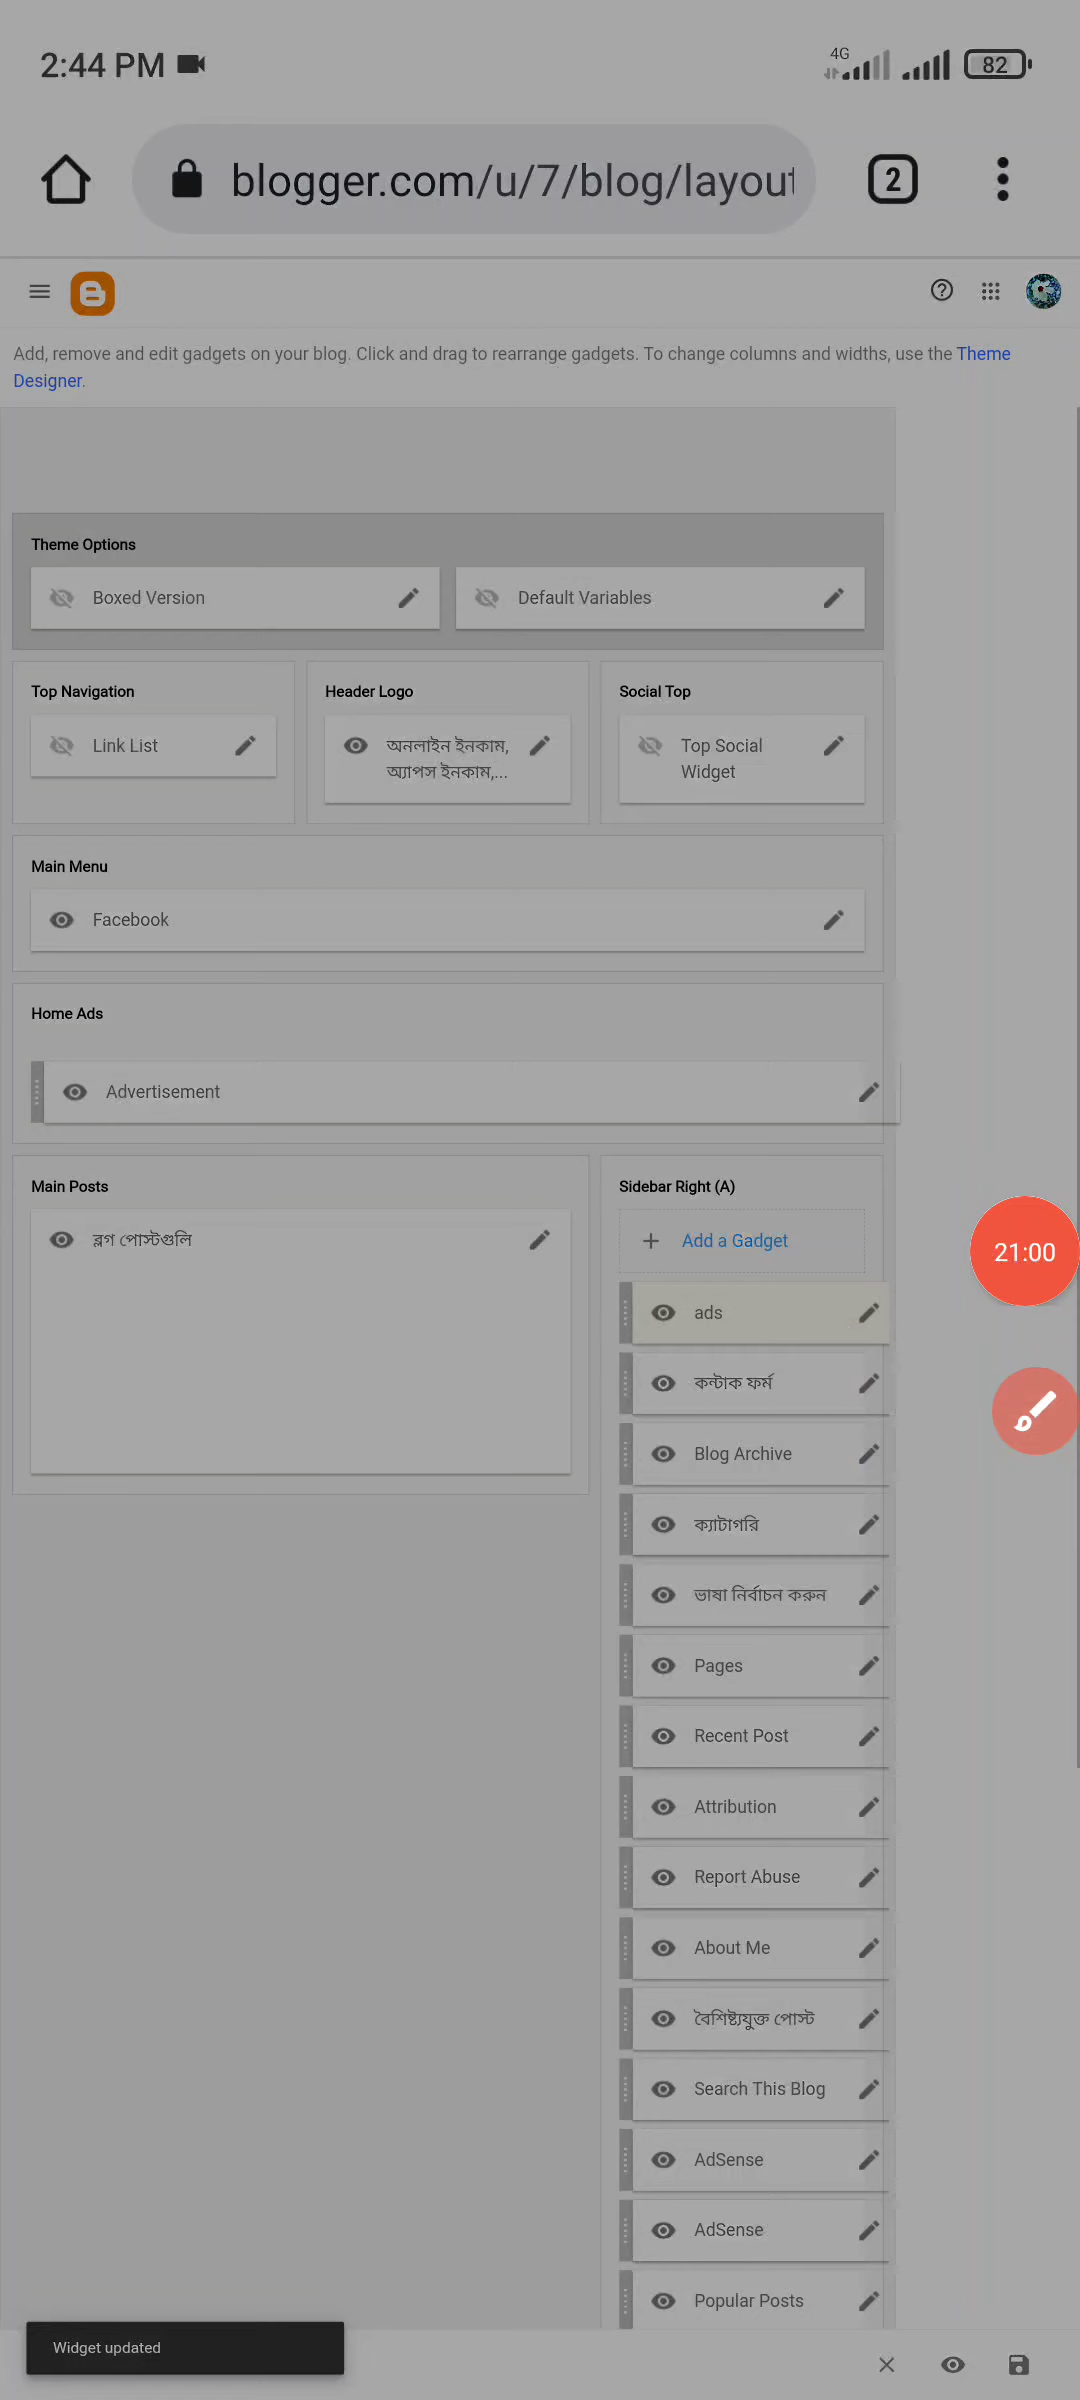 2:44 PM
4G
82
blogger.com/u/7/blog/layout
2
Add, remove and edit gadgets on your blog. Click and drag to rearrange gadgets. To change columns and widths, use the Theme
Designer.
Theme Options
Boxed Version
Default Variables
Top Navigation
Header Logo
Social Top
Link List
অনলাইন ইনকাম,
অ্যাপস ইনকাম,...
Top Social
Widget
Main Menu
Facebook
Home Ads
Advertisement
Main Posts
Sidebar Right (A)
ব্লগ পোস্টগুলি
Add a Gadget
21:00
ads
কন্টাক ফর্ম
Blog Archive
ক্যাটাগরি
ভাষা নির্বাচন করুন
Pages
Recent Post
Attribution
Report Abuse
About Me
বৈশিষ্ট্যযুক্ত পোস্ট
Search This Blog
AdSense
AdSense
Popular Posts
Widget updated